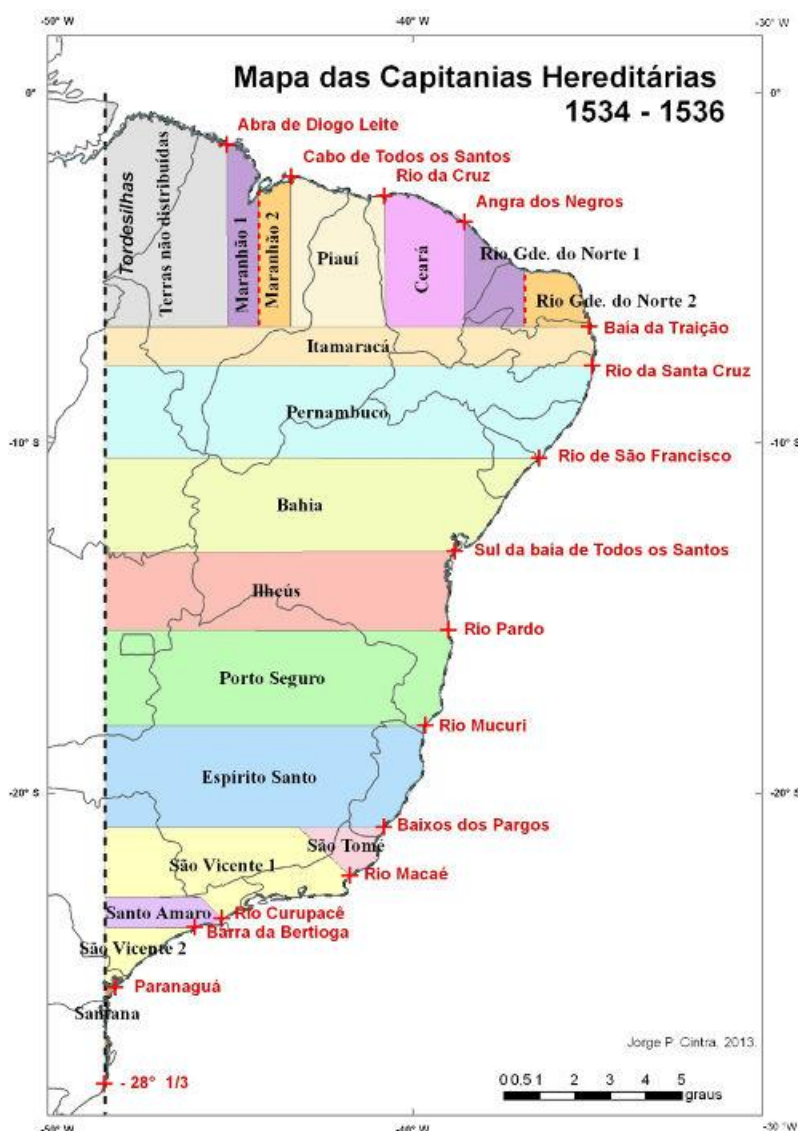 -50° W
-40° W
-30° W
Mapa das Capitanias Hereditárias
1534 - 1536
0°
Abra de Diogo Leite
Cabo de Todos os Santos
Rio da Cruz
Angra dos Negros
Tordesilhas
Terras não distribuídas
Maranhão 1
Maranhão 2
Piauí
Ceará
Rio Gde. do Norte 1
Rio Gde. do Norte 2
Baía da Traição
Itamaracá
Rio da Santa Cruz
Pernambuco
-10° S
Rio de São Francisco
Bahia
Sul da baía de Todos os Santos
Ilheús
Rio Pardo
Porto Seguro
Rio Mucuri
Espírito Santo
-20° S
Baixos dos Pargos
São Tomé
São Vicente 1
Rio Macaé
Santo Amaro
Rio Curupacê
Barra da Bertioga
São Vicente 2
Paranaguá
Santana
Jorge P. Cintra, 2013.
- 28° 1/3
0 0.5 1 2 3 4 5
graus
-50° W
-40° W
-30° W